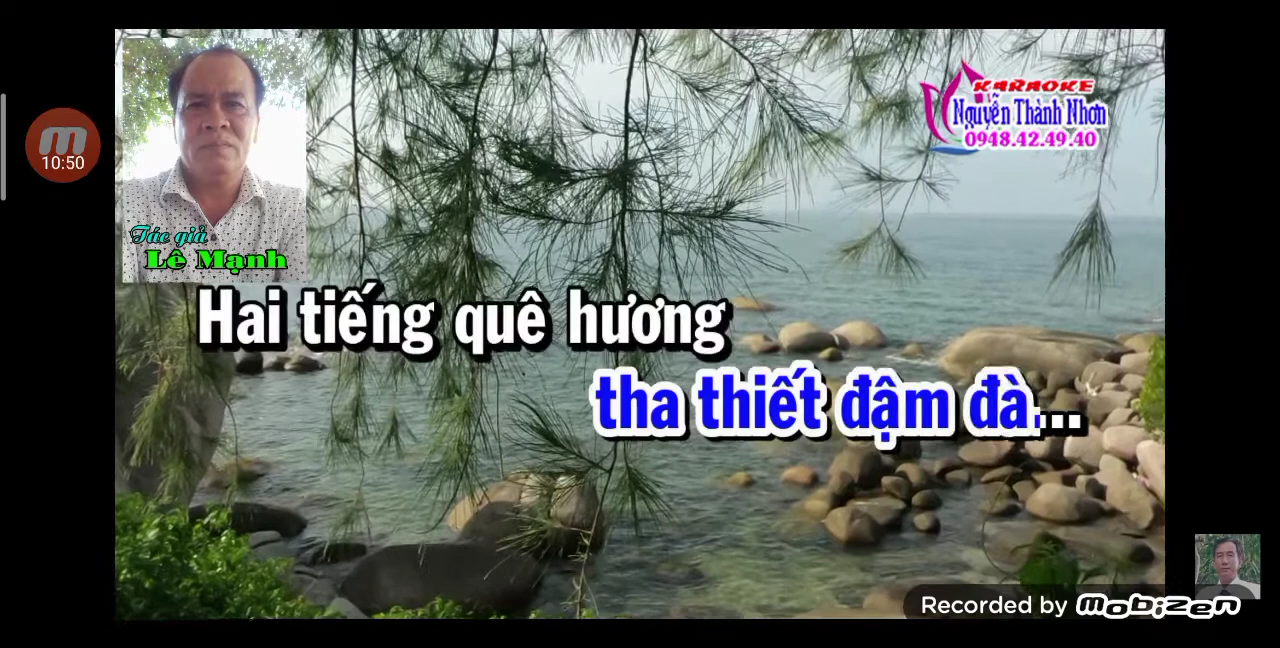 10:50
KARAOKE
Nguyễn Thành Nhơn
0948.42.49.40
Tác giả
Lê Mạnh
Hai tiếng quê hương
tha thiết đậm đà...
Recorded by mobizen